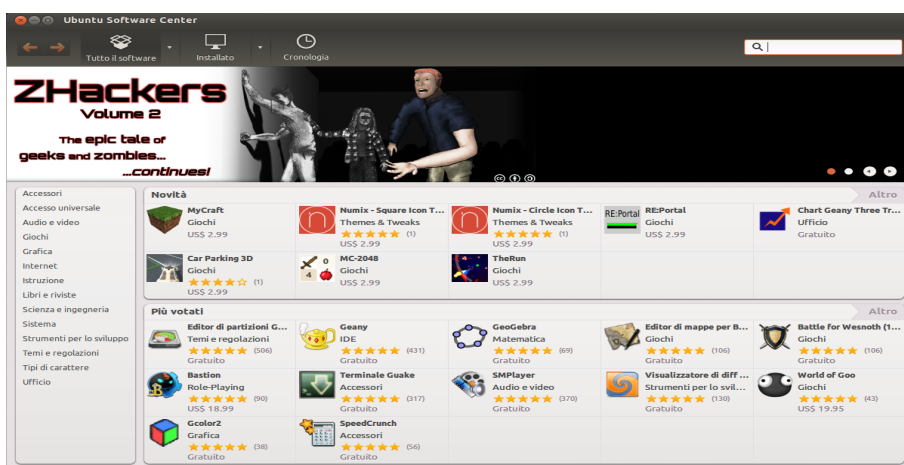 Ubuntu Software Center
Tutto il software
Installato
Cronologia
ZHackers
Volume 2
The epic tale of
geeks and zombies...
...continues!
Accessori
Accesso universale
Audio e video
Giochi
Grafica
Internet
Istruzione
Libri e riviste
Scienza e ingegneria
Sistema
Strumenti per lo sviluppo
Temi e regolazioni
Tipi di carattere
Ufficio
Novità
Altro
MyCraft
Giochi
US$ 2.99
Numix - Square Icon T...
Themes & Tweaks
(1)
US$ 2.99
Numix - Circle Icon T...
Themes & Tweaks
(1)
US$ 2.99
RE:Portal
RE:Portal
Giochi
US$ 2.99
Chart Geany Three Tr...
Ufficio
Gratuito
Car Parking 3D
Giochi
(1)
US$ 2.99
0
4
MC-2048
Giochi
US$ 2.99
TheRun
Giochi
US$ 2.99
Più votati
Altro
Editor di partizioni G...
Temi e regolazioni
(506)
Gratuito
Geany
IDE
(431)
Gratuito
GeoGebra
Matematica
(69)
Gratuito
Editor di mappe per B...
Giochi
(106)
Gratuito
Battle for Wesnoth (1...
Giochi
(106)
Gratuito
Bastion
Role-Playing
(90)
US$ 18.99
Terminale Guake
Accessori
(317)
Gratuito
SMPlayer
Audio e video
(370)
Gratuito
Visualizzatore di diff ...
Strumenti per lo svil...
(130)
Gratuito
World of Goo
Giochi
(43)
US$ 19.95
Gcolor2
Grafica
(38)
Gratuito
SpeedCrunch
Accessori
(56)
Gratuito